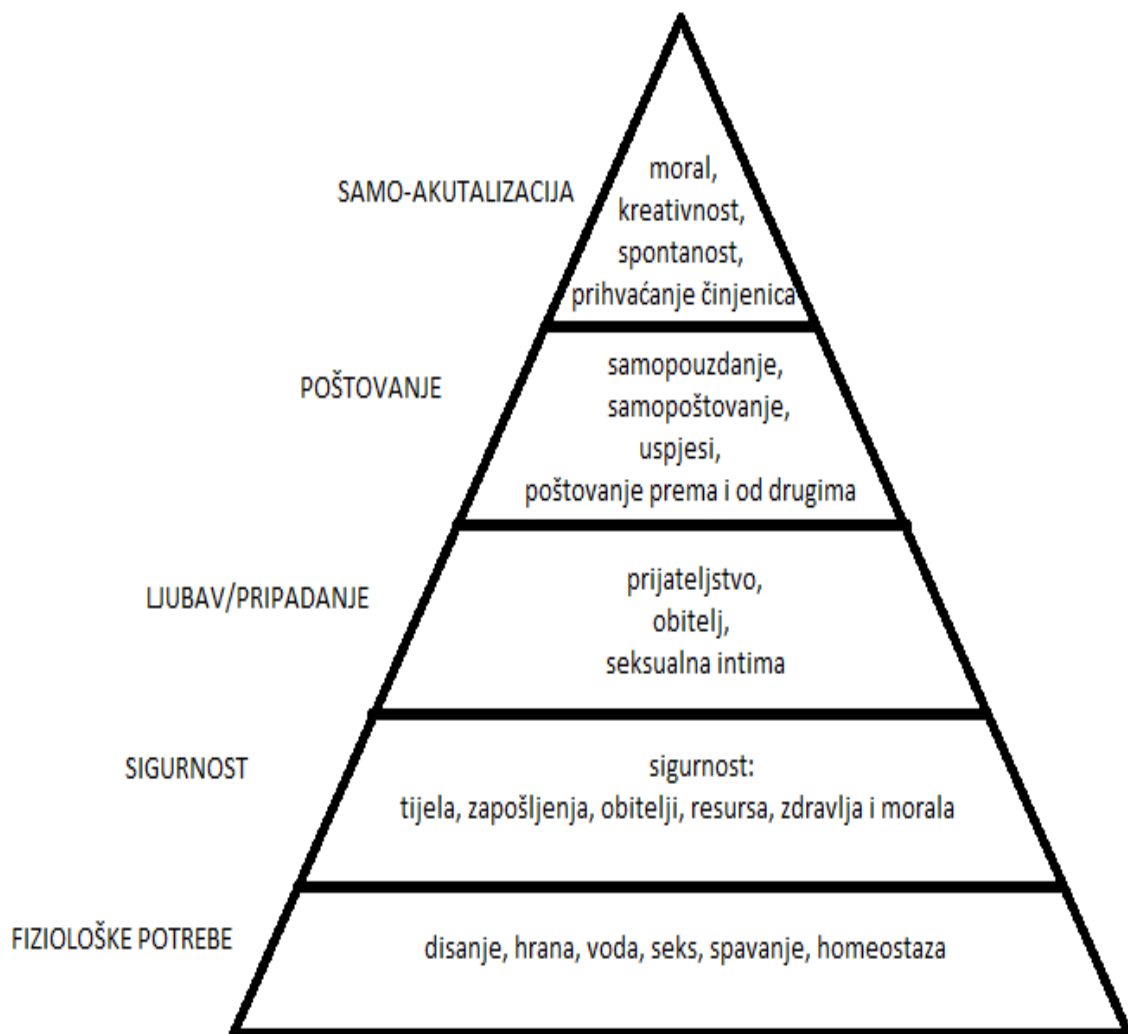 SAMO-AKUTALIZACIJA
moral,
kreativnost,
spontanost,
prihvaćanje činjenica
POŠTOVANJE
samopouzdanje,
samopoštovanje,
uspjesi,
poštovanje prema i od drugima
LJUBAV/PRIPADANJE
prijateljstvo,
obitelj,
seksualna intima
SIGURNOST
sigurnost:
tijela, zapošljenja, obitelji, resursa, zdravlja i morala
FIZIOLOŠKE POTREBE
disanje, hrana, voda, seks, spavanje, homeostaza